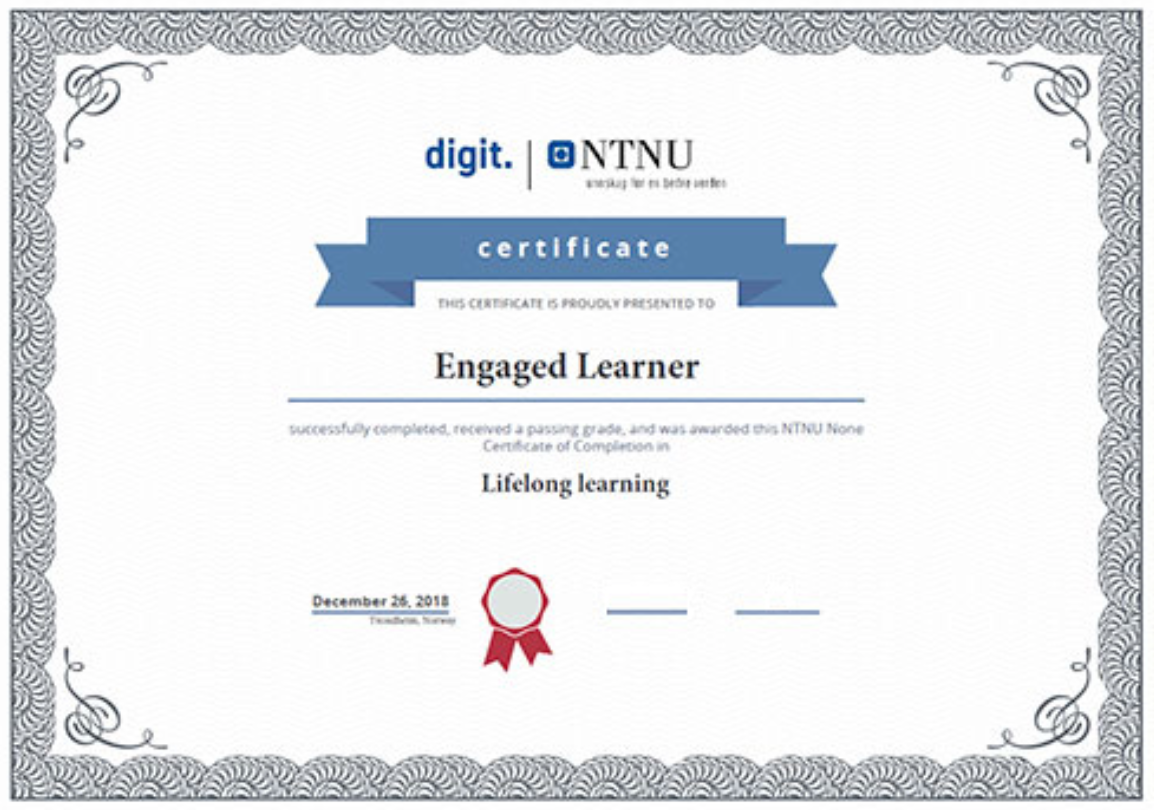 digit. | NTNU
for en bedre verden
certificate
THIS CERTIFICATE IS PROUDLY PRESENTED TO
Engaged Learner
successfully completed, received a passing grade, and was awarded this NTNU None
Certificate of Completion in
Lifelong learning
December 26, 2018
Trondheim, Norway